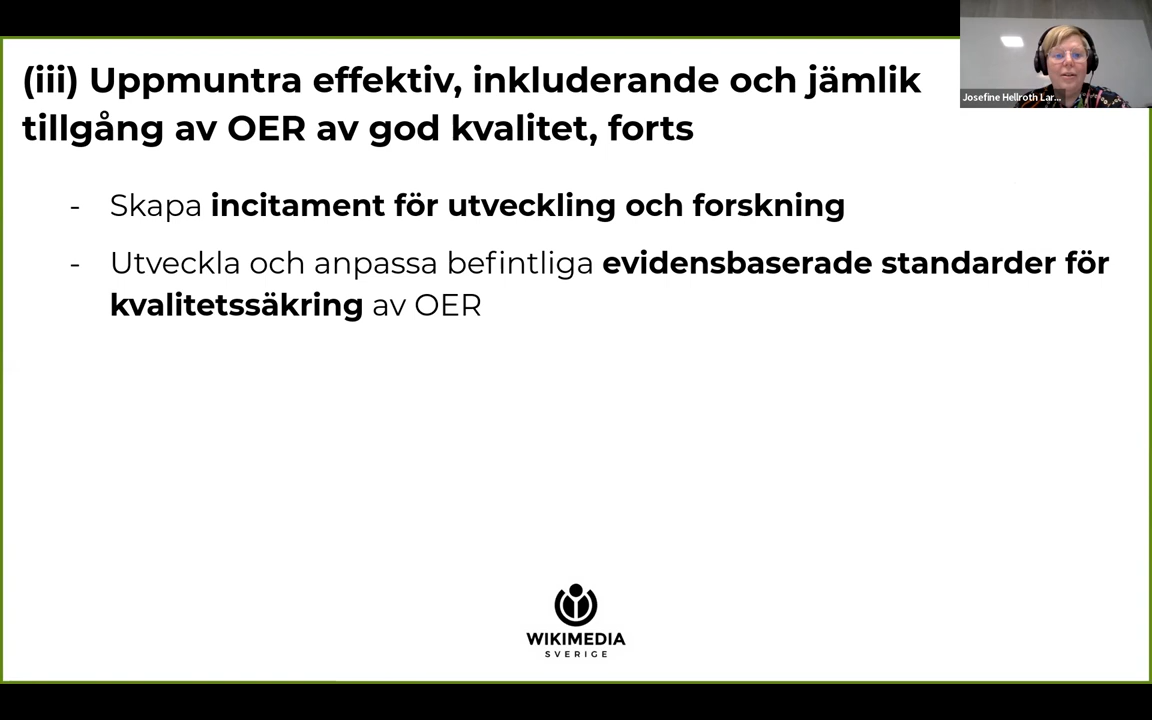 (iii) Uppmuntra effektiv, inkluderande och jämlik
tillgång av OER av god kvalitet, forts
Josefine Hellroth Lar...
- Skapa incitament för utveckling och forskning
- Utveckla och anpassa befintliga evidensbaserade standarder för
kvalitetssäkring av OER
WIKIMEDIA
SVERIGE